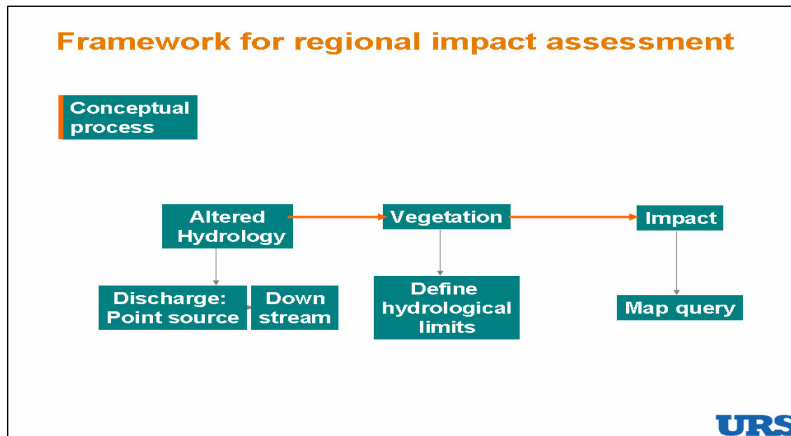 Framework for regional impact assessment
Conceptual
process
Altered
Hydrology
Vegetation
Impact
Discharge:
Point source
Down
stream
Define
hydrological
limits
Map query
URS